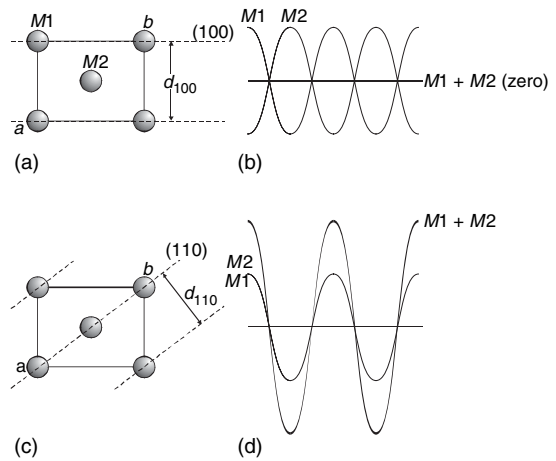 M1
b
(100)
M2
d100
a
(a)
M1 M2
M1 + M2 (zero)
(b)
(110)
b
d110
a
(c)
M1 + M2
M2
M1
(d)